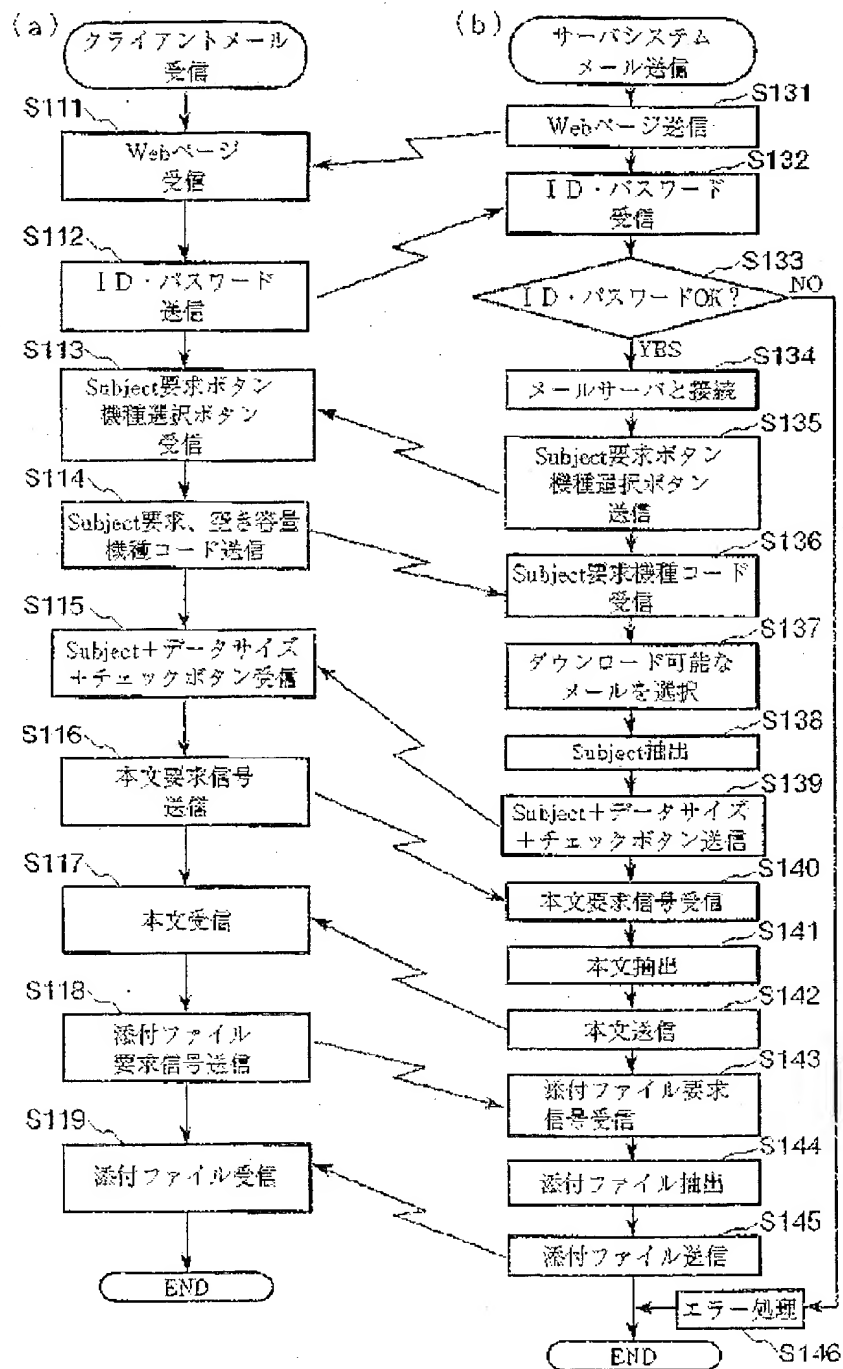 (a)
クライアントメール
受信
S111
Webページ
受信
S112
ID・パスワード
送信
S113
Subject要求ボタン
機種選択ボタン
受信
S114
Subject要求、空き容量
機種コード送信
S115
Subject+データサイズ
+チェックボタン受信
S116
本文要求信号
送信
S117
本文受信
S118
添付ファイル
要求信号送信
S119
添付ファイル受信
END
(b)
サーバシステム
メール送信
S131
Webページ送信
S132
ID・パスワード
受信
S133
ID・パスワードOK?
NO
YES
S134
メールサーバと接続
S135
Subject要求ボタン
機種選択ボタン
送信
S136
Subject要求機種コード
受信
S137
ダウンロード可能な
メールを選択
S138
Subject抽出
S139
Subject+データサイズ
+チェックボタン送信
S140
本文要求信号受信
S141
本文抽出
S142
本文送信
S143
添付ファイル要求
信号受信
S144
添付ファイル抽出
S145
添付ファイル送信
エラー処理
S146
END